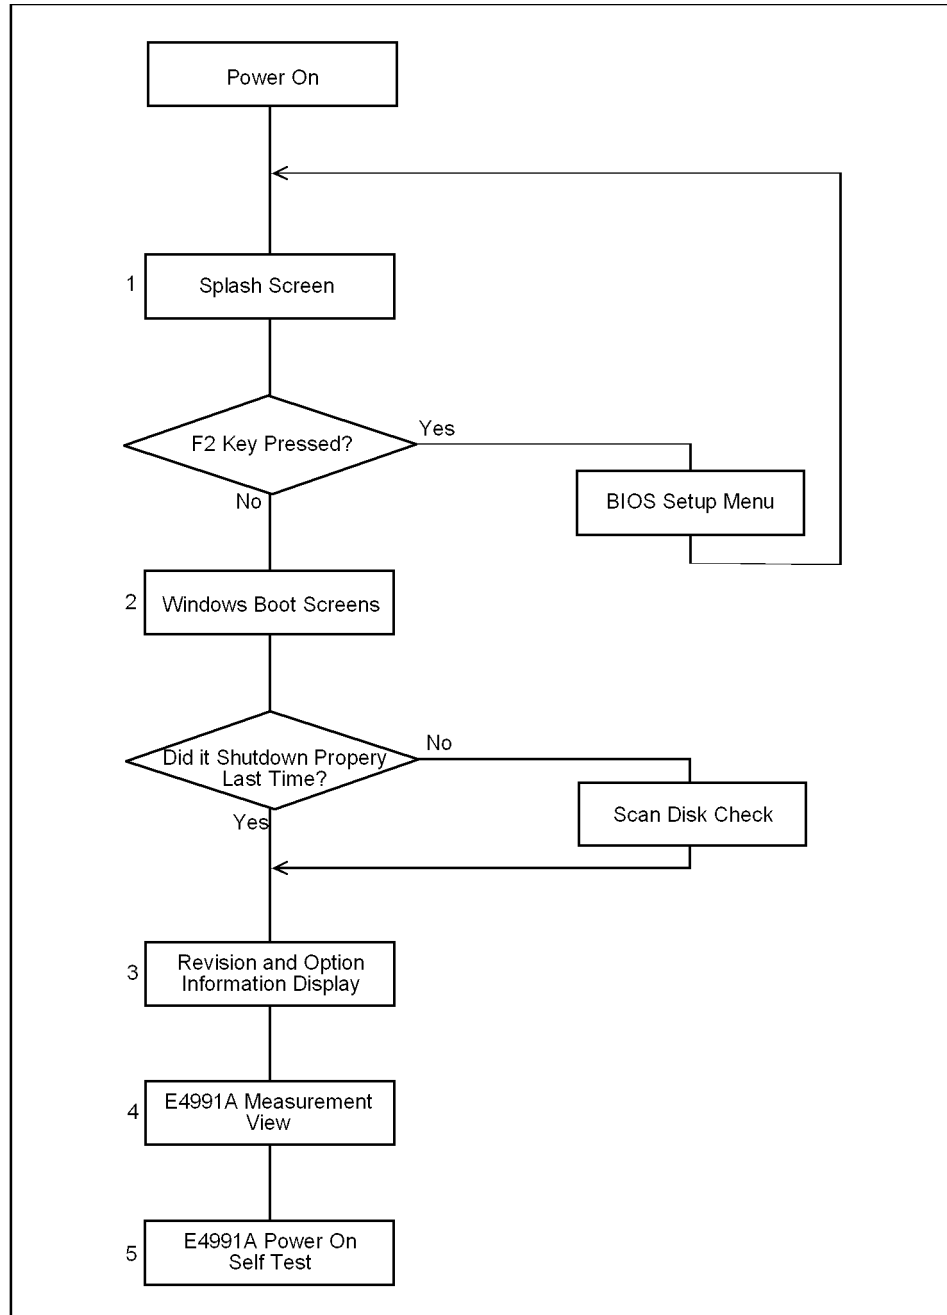 Power On
1
Splash Screen
F2 Key Pressed?
Yes
No
BIOS Setup Menu
2
Windows Boot Screens
Did it Shutdown Propery
Last Time?
No
Yes
Scan Disk Check
3
Revision and Option
Information Display
4
E4991A Measurement
View
5
E4991A Power On
Self Test